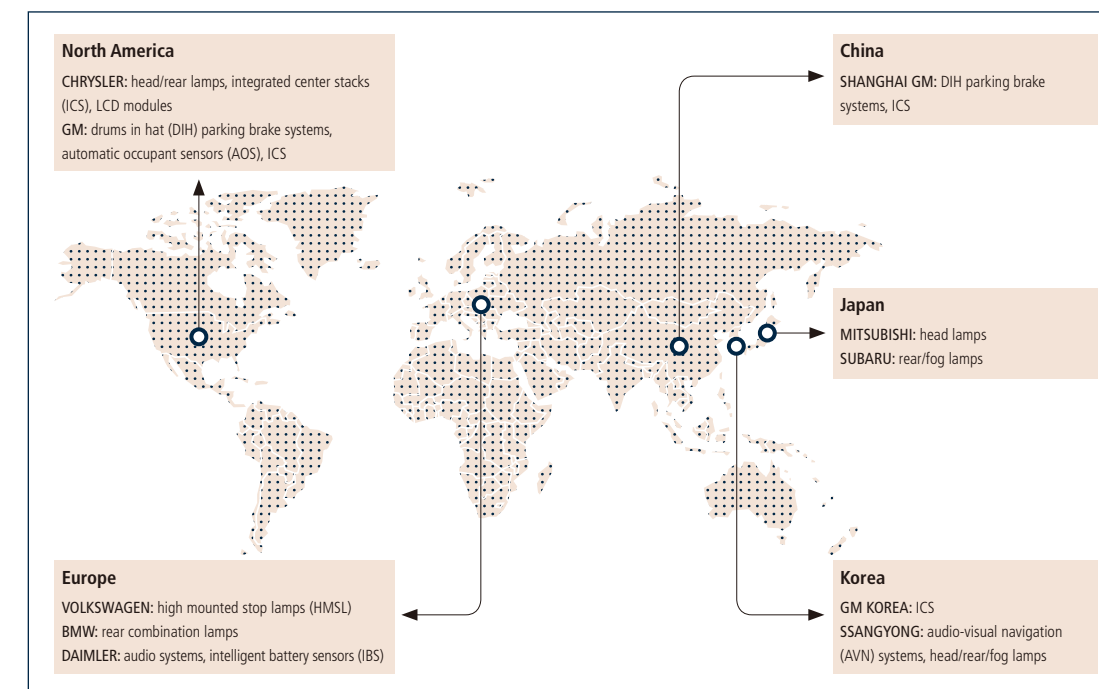 North America
CHRYSLER: head/rear lamps, integrated center stacks
(ICS), LCD modules
GM: drums in hat (DIH) parking brake systems,
automatic occupant sensors (AOS), ICS
China
SHANGHAI GM: DIH parking brake
systems, ICS
Japan
MITSUBISHI: head lamps
SUBARU: rear/fog lamps
Europe
VOLKSWAGEN: high mounted stop lamps (HMSL)
BMW: rear combination lamps
DAIMLER: audio systems, intelligent battery sensors (IBS)
Korea
GM KOREA: ICS
SSANGYONG: audio-visual navigation
(AVN) systems, head/rear/fog lamps